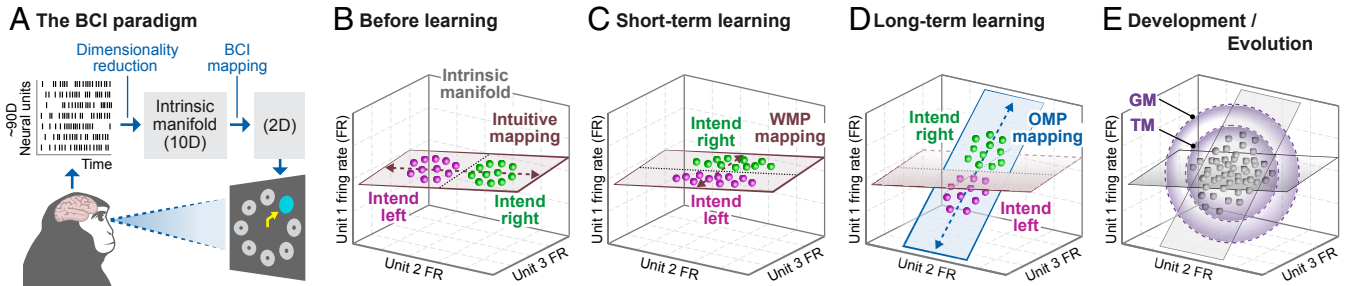 A The BCI paradigm
Dimensionality
reduction
BCI
mapping
~90D
Neural units
Time
Intrinsic
manifold
(10D)
(2D)
B Before learning
Intrinsic
manifold
Intuitive
mapping
Intend
left
Intend
right
Unit 1 firing rate (FR)
Unit 2 FR
Unit 3 FR
C Short-term learning
Intend
right
WMP
mapping
Intend
left
Unit 1 firing rate (FR)
Unit 2 FR
Unit 3 FR
D Long-term learning
Intend
right
OMP
mapping
Intend
left
Unit 1 firing rate (FR)
Unit 2 FR
Unit 3 FR
E Development /
Evolution
GM
TM
Unit 1 firing rate (FR)
Unit 2 FR
Unit 3 FR